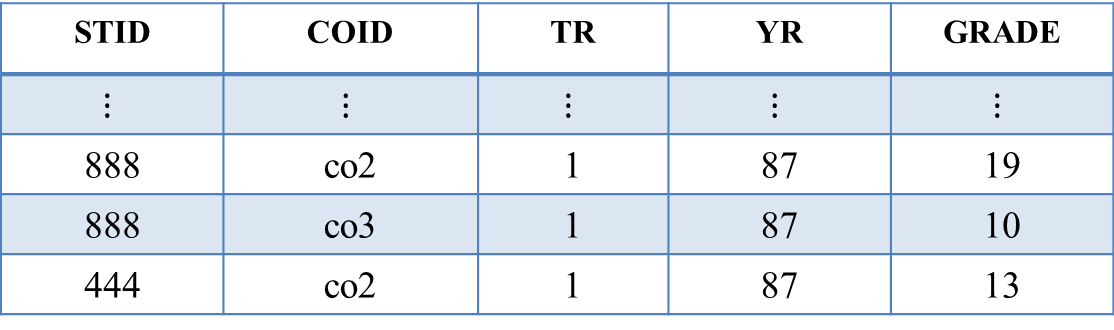 STID COID TR YR GRADE
⋮ ⋮ ⋮ ⋮ ⋮
888 co2 1 87 19
888 co3 1 87 10
444 co2 1 87 13